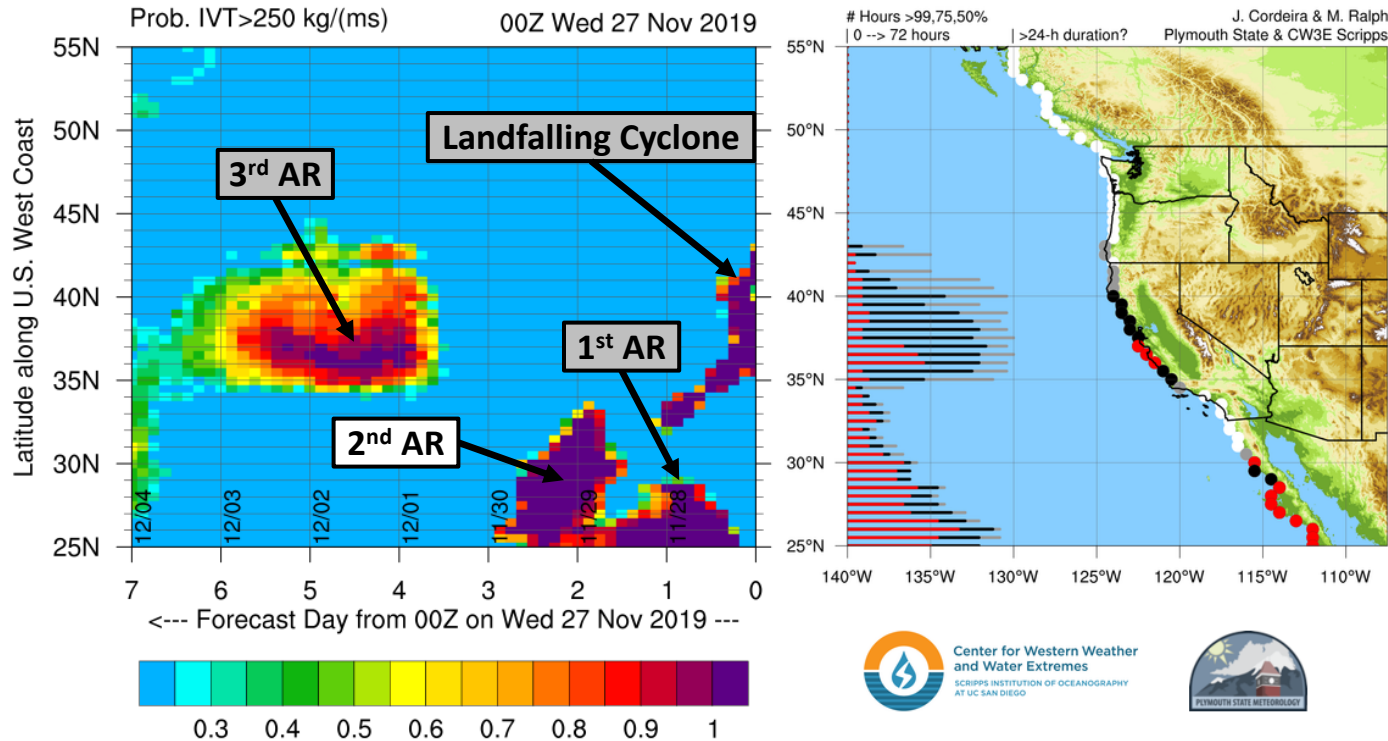 Prob. IVT>250 kg/(ms)
00Z Wed 27 Nov 2019
# Hours >99,75,50%
| 0 --> 72 hours
| >24-h duration?
J. Cordeira & M. Ralph
Plymouth State & CW3E Scripps
Latitude along U.S. West Coast
55N
50N
45N
40N
35N
30N
25N
Landfalling Cyclone
3rd AR
1st AR
2nd AR
12/04
12/03
12/02
12/01
11/30
11/29
11/28
7 6 5 4 3 2 1 0
<--- Forecast Day from 00Z on Wed 27 Nov 2019 ---
0.3 0.4 0.5 0.6 0.7 0.8 0.9 1
55°N
50°N
45°N
40°N
35°N
30°N
25°N
140°W 135°W 130°W 125°W 120°W 115°W 110°W
Center for Western Weather
and Water Extremes
SCRIPPS INSTITUTION OF OCEANOGRAPHY
AT UC SAN DIEGO
PLYMOUTH STATE METEOROLOGY